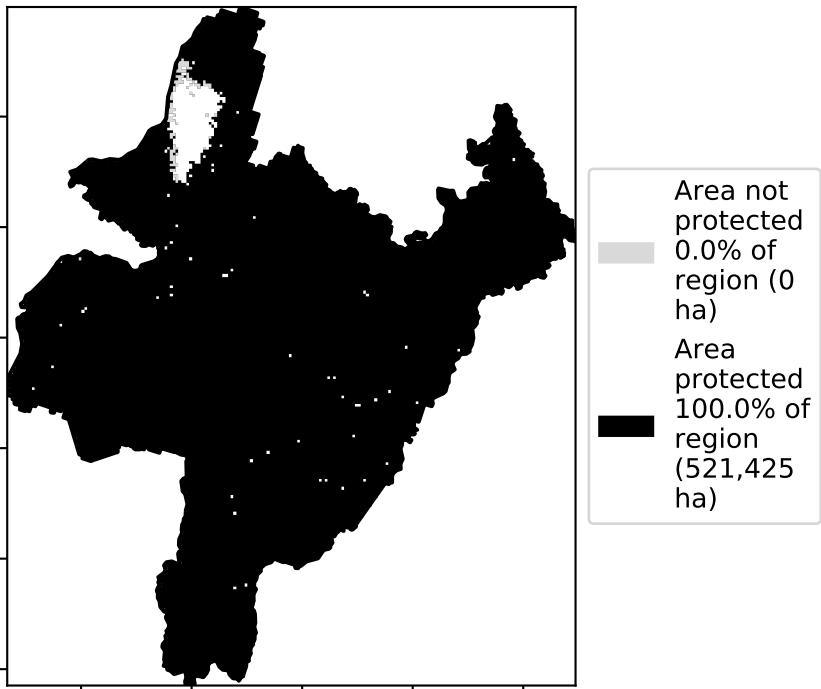 Area not
protected
0.0% of
region (0
ha)
Area
protected
100.0% of
region
(521,425
ha)